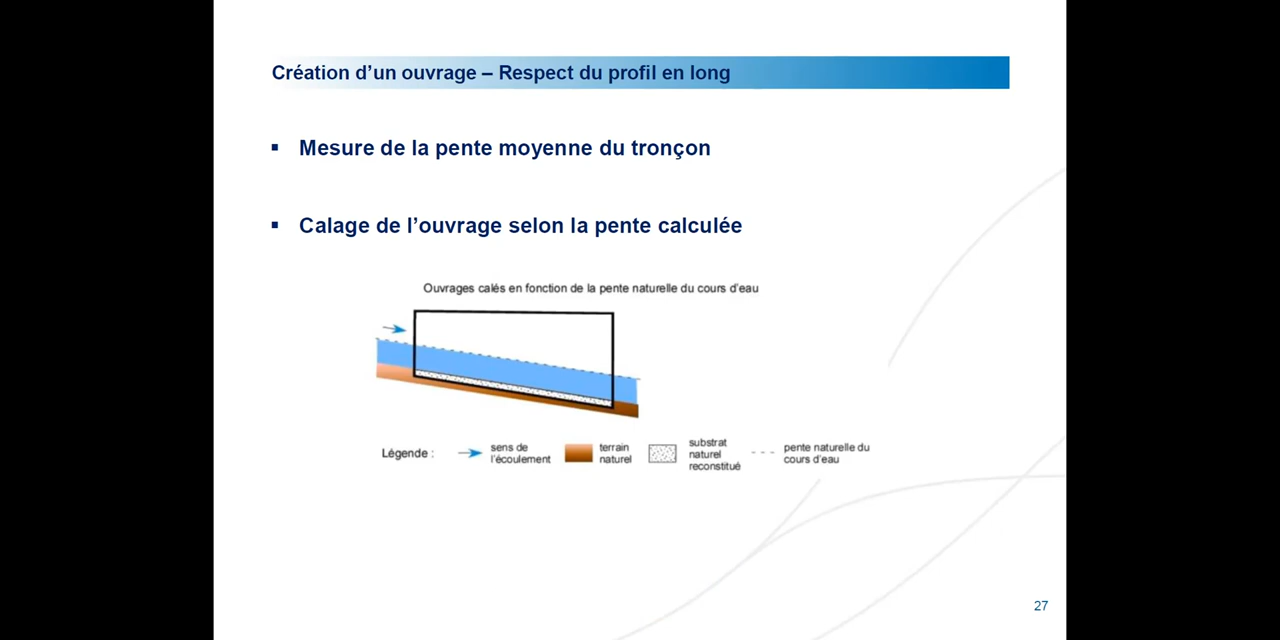 Création d’un ouvrage – Respect du profil en long
▪ Mesure de la pente moyenne du tronçon
▪ Calage de l’ouvrage selon la pente calculée
Ouvrages calés en fonction de la pente naturelle du cours d’eau
Légende :
sens de
l’écoulement
terrain
naturel
substrat
naturel
reconstitué
pente naturelle du
cours d’eau
27